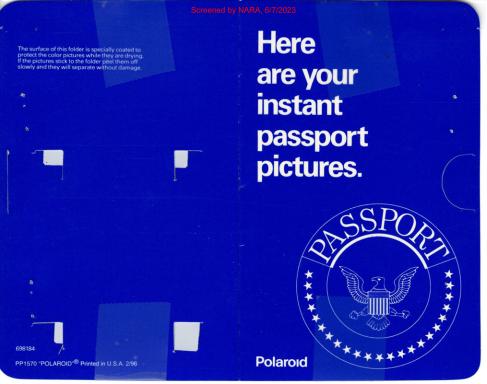 Screened by NARA, 6/7/2023
The surface of this folder is specially coated to
protect the color pictures while they are drying.
If the pictures stick to the folder peel them off
slowly and they will separate without damage.
698184
PP1570 "POLAROID"® Printed in U.S.A. 2/96
Here
are your
instant
passport
pictures.
PASSPORT
Polaroid